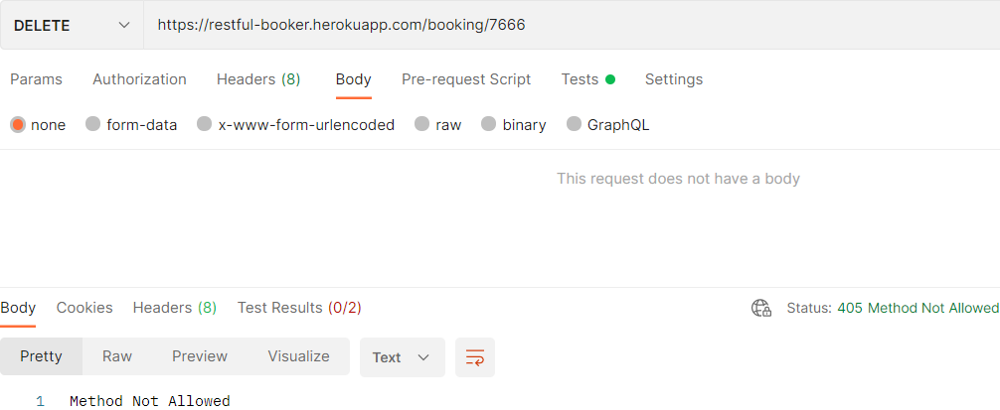 DELETE https://restful-booker.herokuapp.com/booking/7666
Params Authorization Headers (8) Body Pre-request Script Tests Settings
none form-data x-www-form-urlencoded raw binary GraphQL
This request does not have a body
Body Cookies Headers (8) Test Results (0/2) Status: 405 Method Not Allowed
Pretty Raw Preview Visualize Text
1 Method Not Allowed